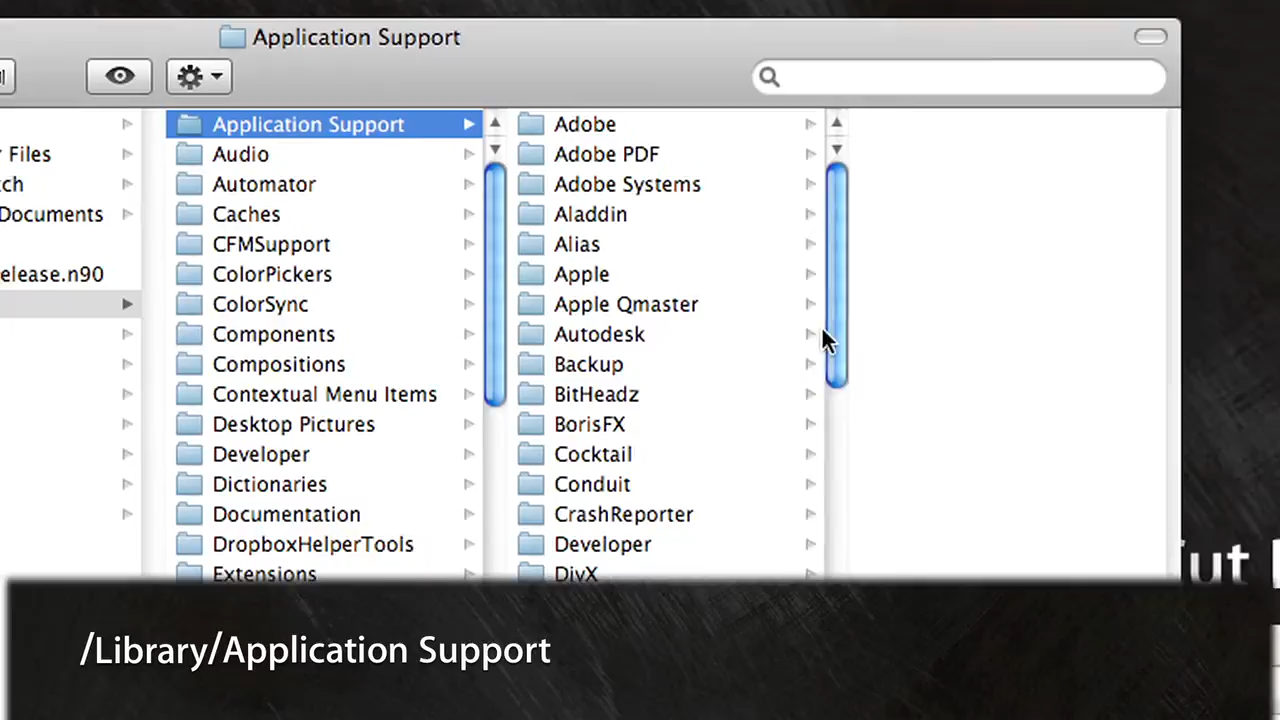 Application Support
r Files
tch
Documents
elease.n90
Application Support
Audio
Automator
Caches
CFMSupport
ColorPickers
ColorSync
Components
Compositions
Contextual Menu Items
Desktop Pictures
Developer
Dictionaries
Documentation
DropboxHelperTools
Extensions
Adobe
Adobe PDF
Adobe Systems
Aladdin
Alias
Apple
Apple Qmaster
Autodesk
Backup
BitHeadz
BorisFX
Cocktail
Conduit
CrashReporter
Developer
DivX
ut
/Library/Application Support